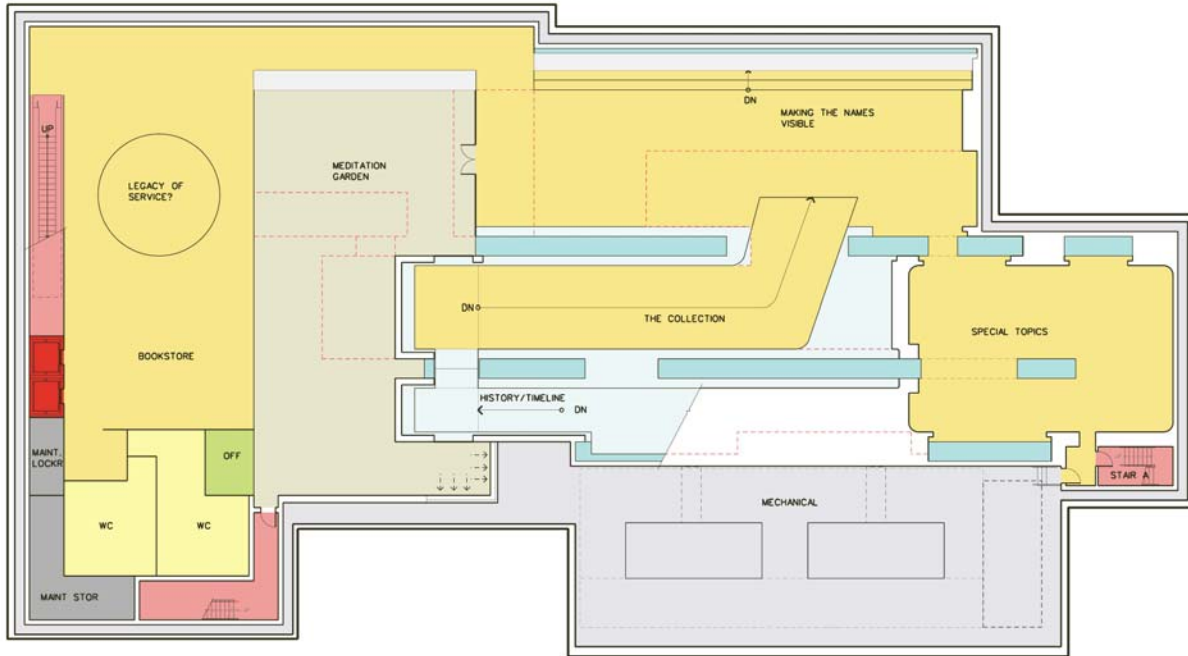 UP
LEGACY OF
SERVICE?
MEDITATION
GARDEN
DN
MAKING THE NAMES
VISIBLE
DN
THE COLLECTION
SPECIAL TOPICS
BOOKSTORE
HISTORY/TIMELINE
DN
MAINT.
LOCKR
OFF
STAIR A
WC
WC
MECHANICAL
MAINT STOR